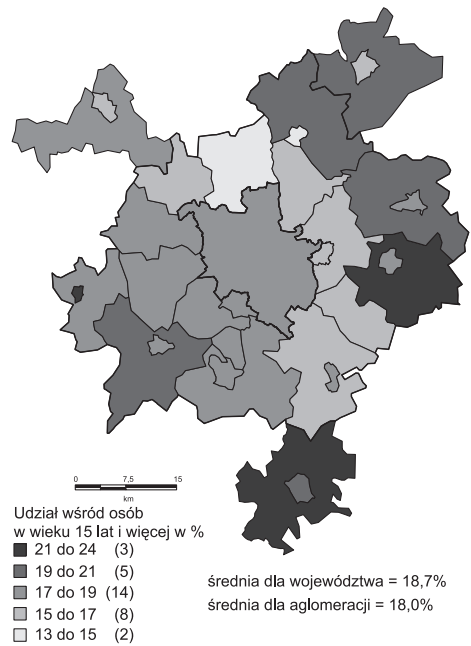 0 7,5 15
km
Udział wśród osób
w wieku 15 lat i więcej w %
21 do 24 (3)
19 do 21 (5)
17 do 19 (14)
15 do 17 (8)
13 do 15 (2)
średnia dla województwa = 18,7%
średnia dla aglomeracji = 18,0%